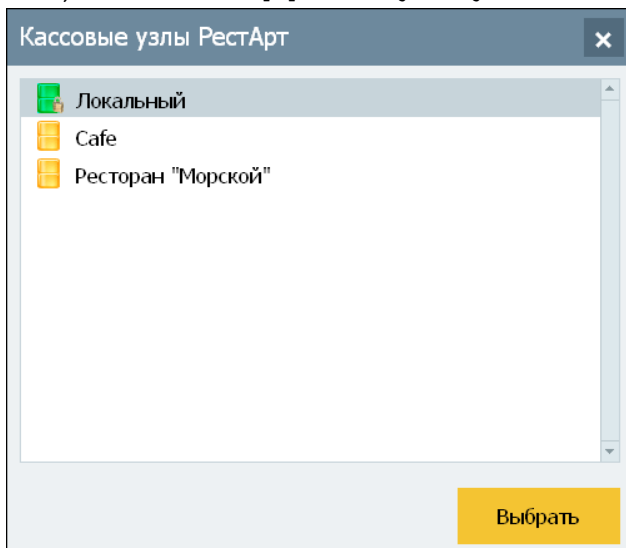 Кассовые узлы РестАрт
Локальный
Cafe
Ресторан "Морской"
Выбрать